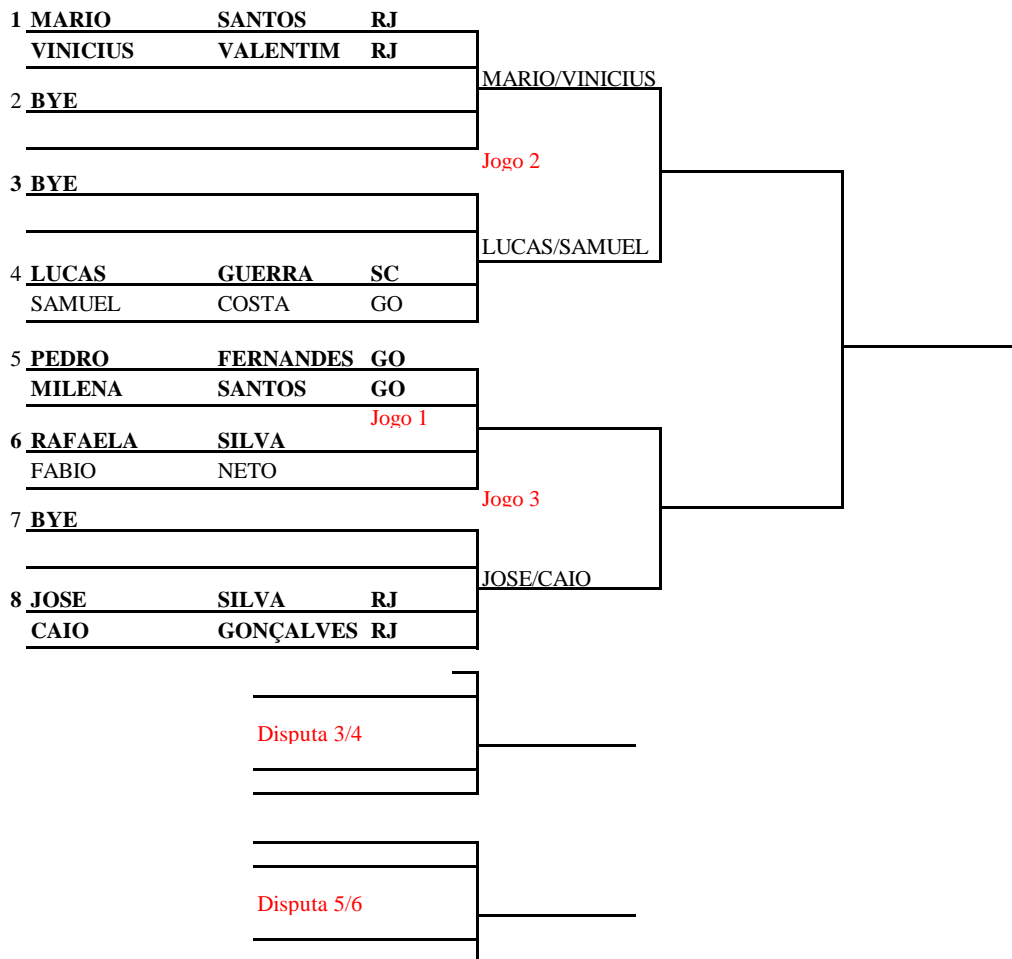 1 MARIO SANTOS RJ
VINICIUS VALENTIM RJ
MARIO/VINICIUS
2 BYE
Jogo 2
3 BYE
LUCAS/SAMUEL
4 LUCAS GUERRA SC
SAMUEL COSTA GO
5 PEDRO FERNANDES GO
MILENA SANTOS GO
Jogo 1
6 RAFAELA SILVA
FABIO NETO
Jogo 3
7 BYE
JOSE/CAIO
8 JOSE SILVA RJ
CAIO GONÇALVES RJ
Disputa 3/4
Disputa 5/6